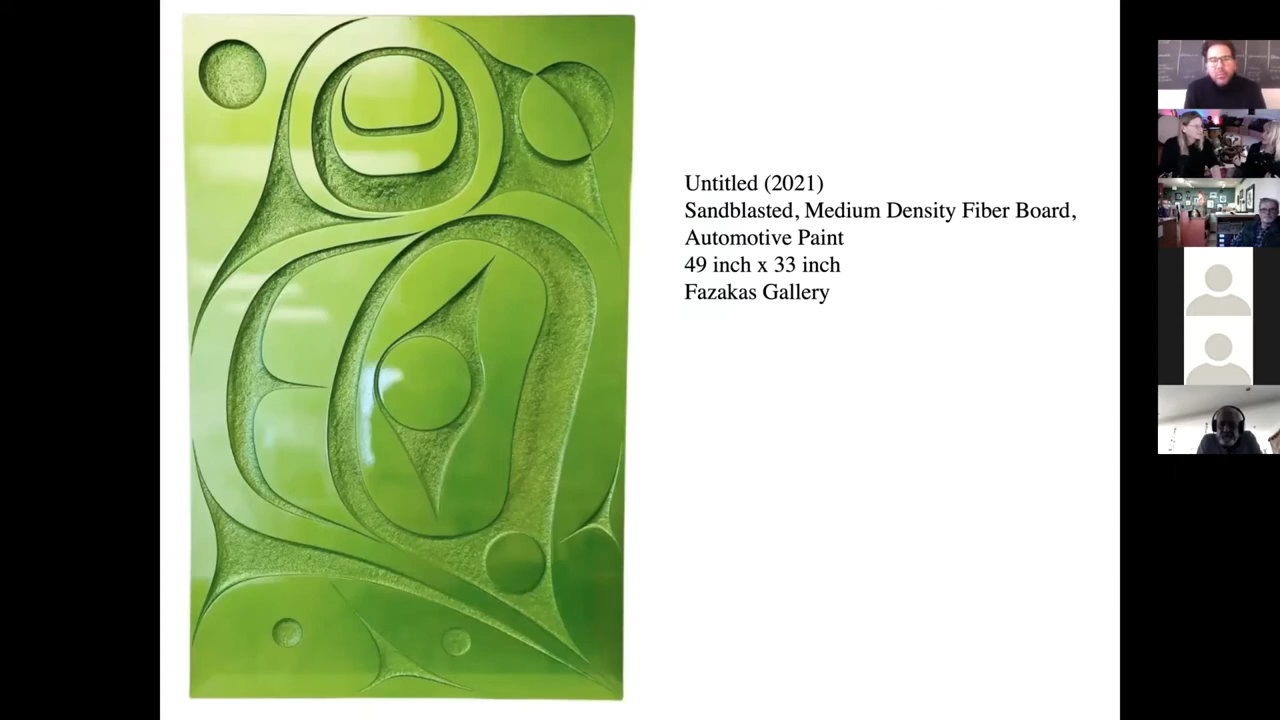 Untitled (2021)
Sandblasted, Medium Density Fiber Board,
Automotive Paint
49 inch x 33 inch
Fazakas Gallery